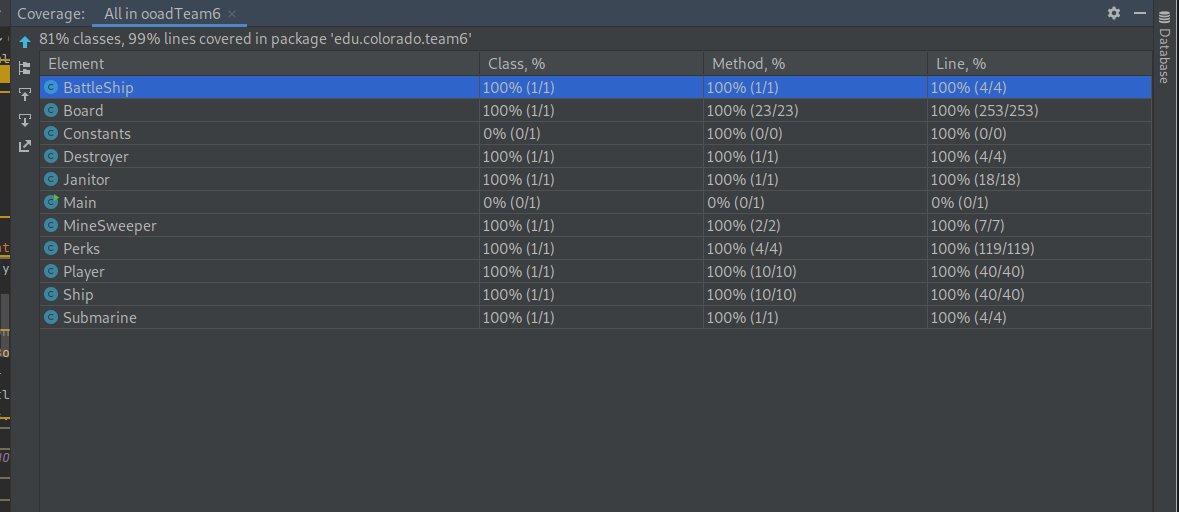 Coverage: All in ooadTeam6
81% classes, 99% lines covered in package 'edu.colorado.team6'
Element Class, % Method, % Line, %
BattleShip 100% (1/1) 100% (1/1) 100% (4/4)
Board 100% (1/1) 100% (23/23) 100% (253/253)
Constants 0% (0/1) 100% (0/0) 100% (0/0)
Destroyer 100% (1/1) 100% (1/1) 100% (4/4)
Janitor 100% (1/1) 100% (1/1) 100% (18/18)
Main 0% (0/1) 0% (0/1) 0% (0/1)
MineSweeper 100% (1/1) 100% (2/2) 100% (7/7)
Perks 100% (1/1) 100% (4/4) 100% (119/119)
Player 100% (1/1) 100% (10/10) 100% (40/40)
Ship 100% (1/1) 100% (10/10) 100% (40/40)
Submarine 100% (1/1) 100% (1/1) 100% (4/4)
Database